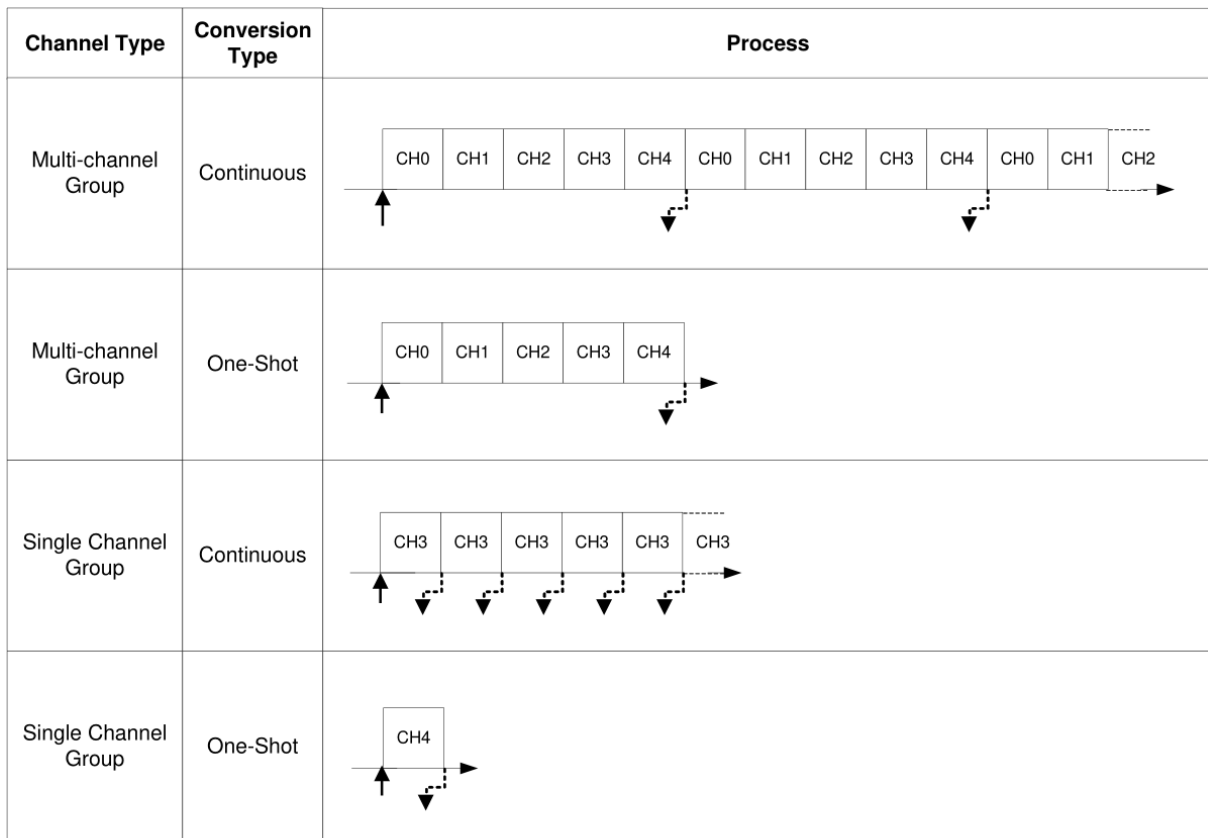 Channel Type
Conversion
Type
Process
Multi-channel
Group
Continuous
CH0 CH1 CH2 CH3 CH4 CH0 CH1 CH2 CH3 CH4 CH0 CH1 CH2
Multi-channel
Group
One-Shot
CH0 CH1 CH2 CH3 CH4
Single Channel
Group
Continuous
CH3 CH3 CH3 CH3 CH3 CH3
Single Channel
Group
One-Shot
CH4